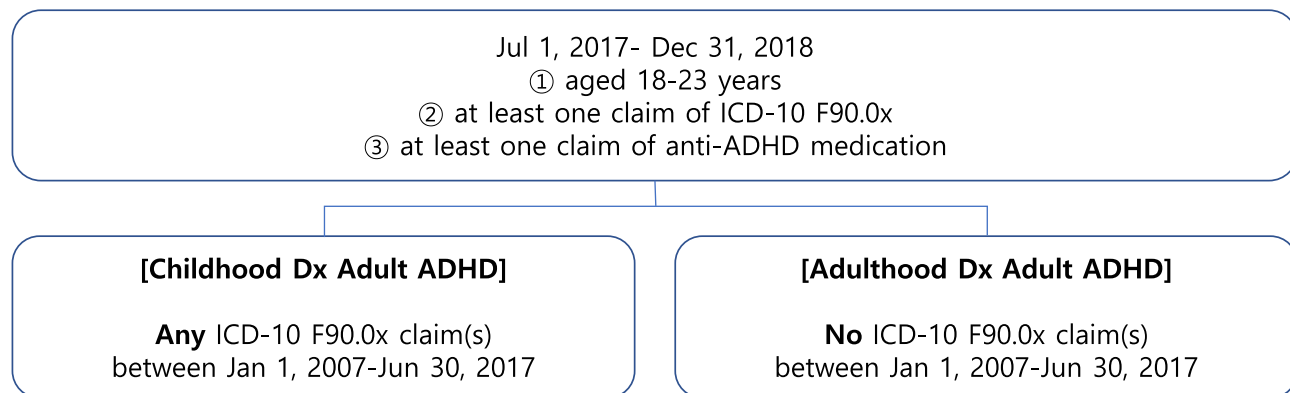 Jul 1, 2017- Dec 31, 2018
① aged 18-23 years
② at least one claim of ICD-10 F90.0x
③ at least one claim of anti-ADHD medication
[Childhood Dx Adult ADHD]
Any ICD-10 F90.0x claim(s)
between Jan 1, 2007-Jun 30, 2017
[Adulthood Dx Adult ADHD]
No ICD-10 F90.0x claim(s)
between Jan 1, 2007-Jun 30, 2017